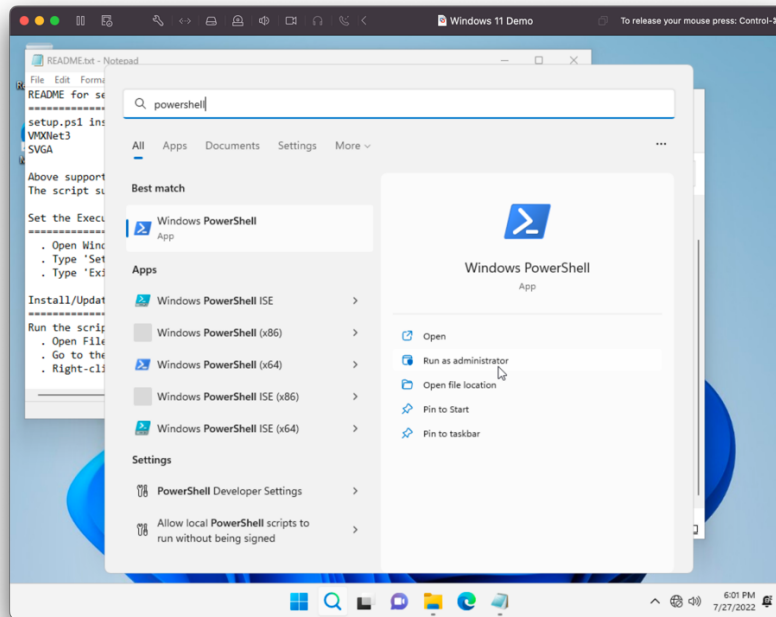 Windows 11 Demo
To release your mouse press: Control-
README.txt - Notepad
File Edit Forma
README for se
=============
setup.ps1 ins
VMXNet3
SVGA
Above support
The script su
Set the Execu
=============
. Open Wind
. Type 'Set
. Type 'Exi
Install/Updat
=============
Run the scrip
. Open File
. Go to the
. Right-cli
powershell
All Apps Documents Settings More
Best match
Windows PowerShell
App
Apps
Windows PowerShell ISE
Windows PowerShell (x86)
Windows PowerShell (x64)
Windows PowerShell ISE (x86)
Windows PowerShell ISE (x64)
Settings
PowerShell Developer Settings
Allow local PowerShell scripts to
run without being signed
Windows PowerShell
App
Open
Run as administrator
Open file location
Pin to Start
Pin to taskbar
6:01 PM
7/27/2022